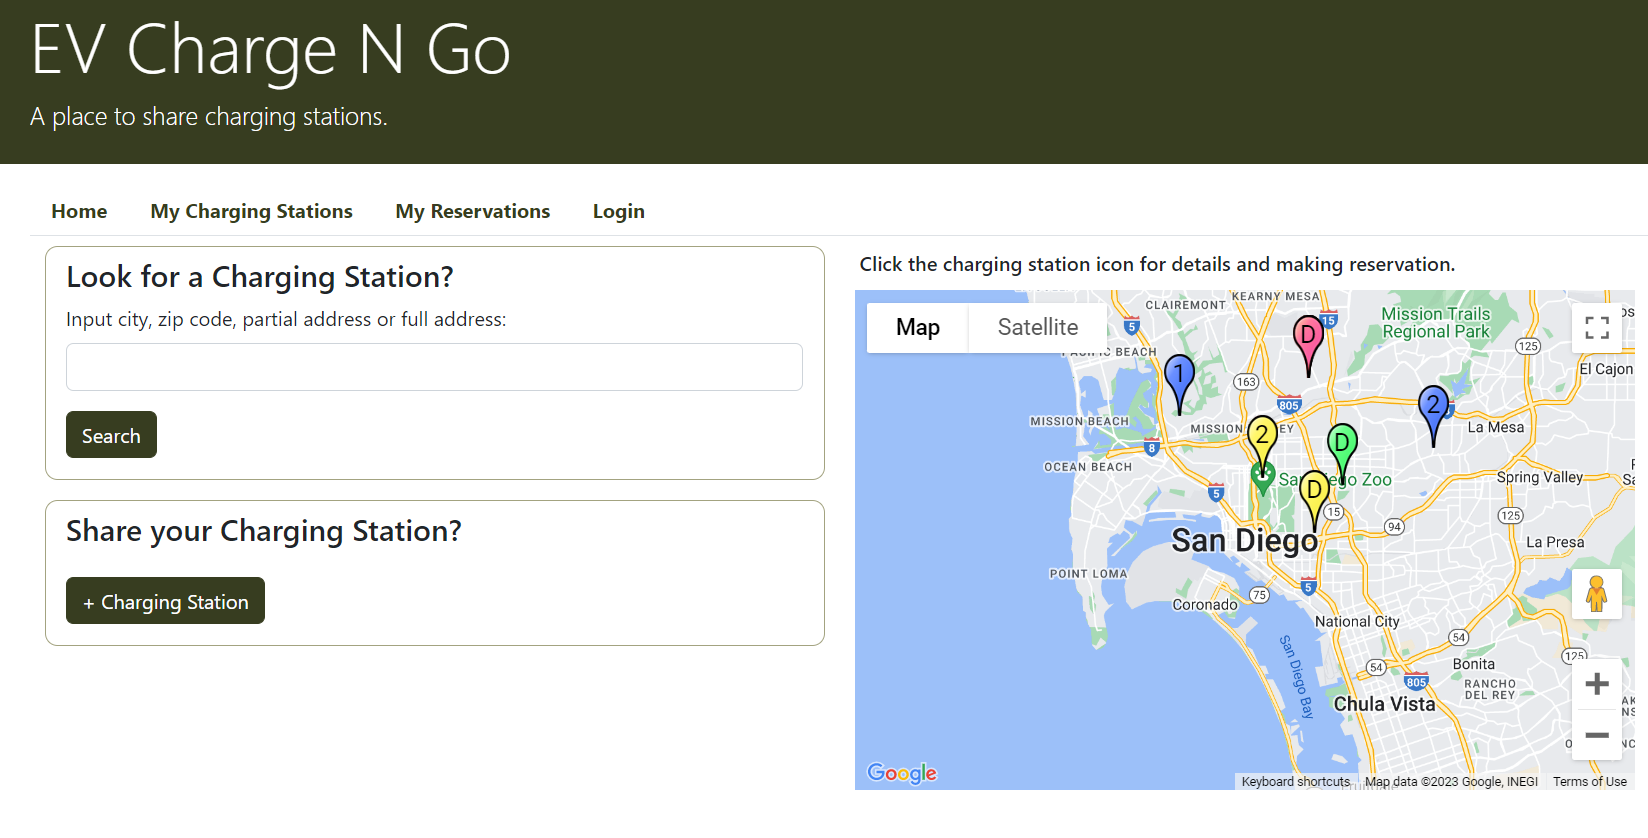 EV Charge N Go
A place to share charging stations.
Home
My Charging Stations
My Reservations
Login
Look for a Charging Station?
Input city, zip code, partial address or full address:
Search
Share your Charging Station?
+ Charging Station
Click the charging station icon for details and making reservation.
Map
Satellite
CLAIREMONT
KEARNY MESA
Mission Trails
Regional Park
5
15
D
125
BEACH
El Cajon
1
163
805
2
MISSION BEACH
MISSION
2
La Mesa
8
D
OCEAN BEACH
Zoo
Spring Valley
5
D
15
125
94
San Diego
La Presa
POINT LOMA
5
75
Coronado
National City
San Diego Bay
54
125
54
Bonita
805
RANCHO
DEL REY
Chula Vista
+
−
Google
Keyboard shortcuts
Map data ©2023 Google, INEGI
Terms of Use